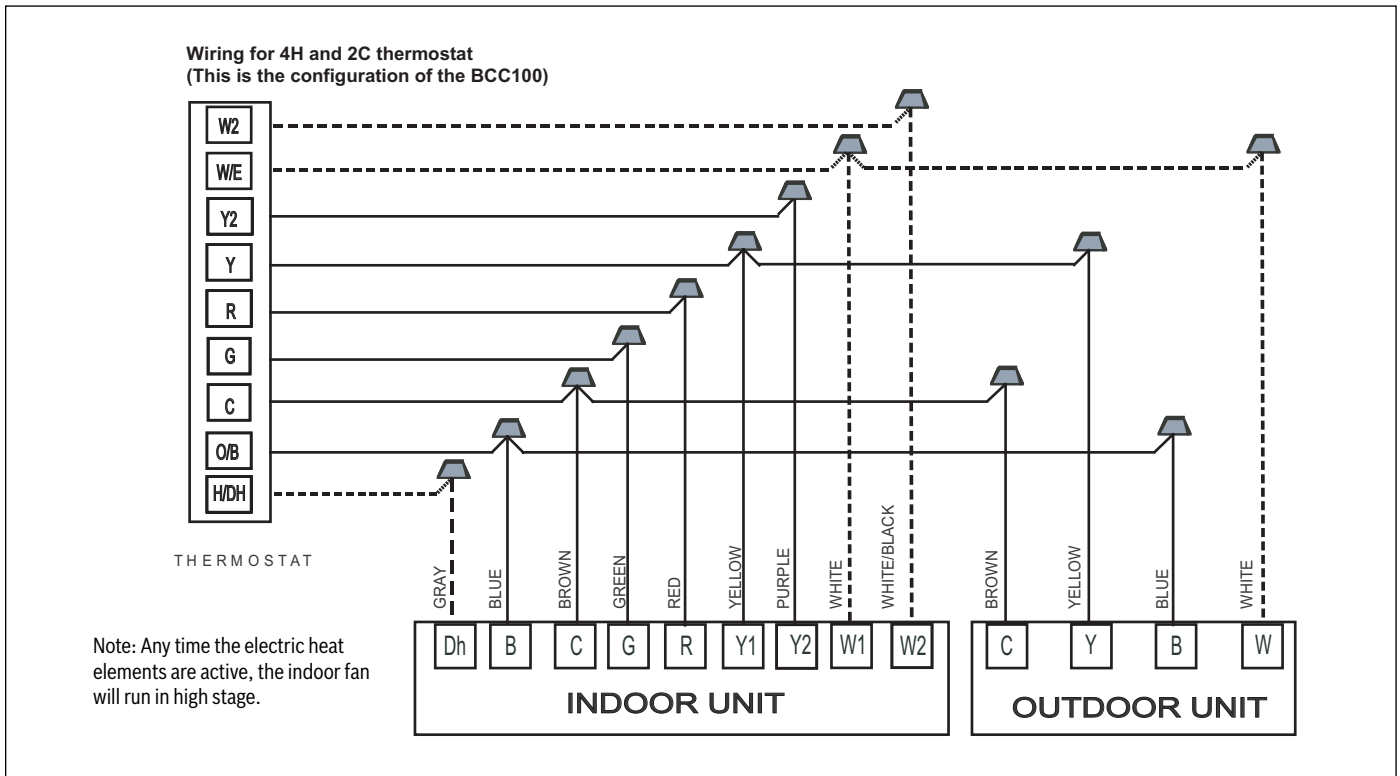 Wiring for 4H and 2C thermostat
(This is the configuration of the BCC100)
W2
W/E
Y2
Y
R
G
C
O/B
H/DH
THERMOSTAT
GRAY
BLUE
BROWN
GREEN
RED
YELLOW
PURPLE
WHITE
WHITE/BLACK
BROWN
YELLOW
BLUE
WHITE
Dh
B
C
G
R
Y1
Y2
W1
W2
C
Y
B
W
INDOOR UNIT
OUTDOOR UNIT
Note: Any time the electric heat
elements are active, the indoor fan
will run in high stage.